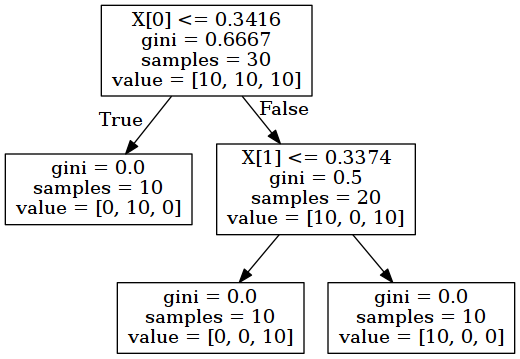 X[0] <= 0.3416
gini = 0.6667
samples = 30
value = [10, 10, 10]
True
False
gini = 0.0
samples = 10
value = [0, 10, 0]
X[1] <= 0.3374
gini = 0.5
samples = 20
value = [10, 0, 10]
gini = 0.0
samples = 10
value = [0, 0, 10]
gini = 0.0
samples = 10
value = [10, 0, 0]